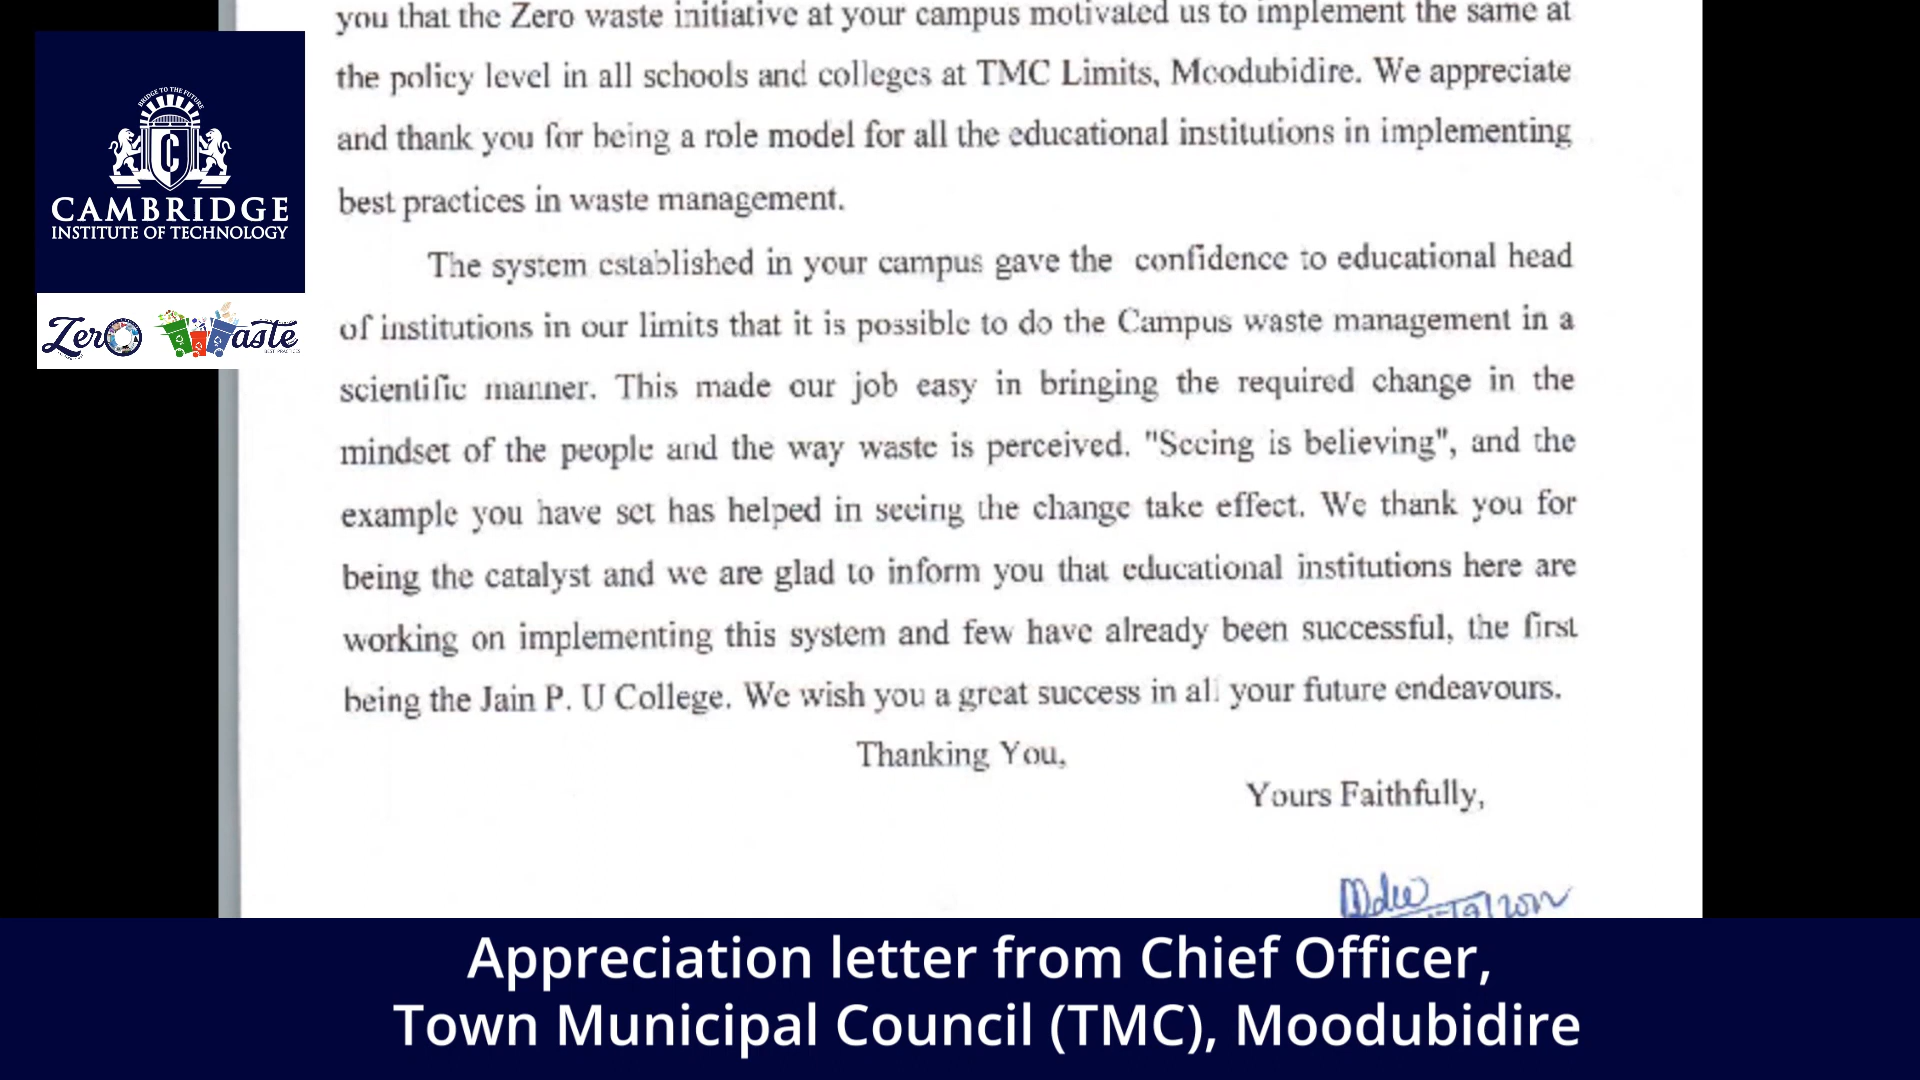 you that the Zero waste initiative at your campus motivated us to implement the same at
the policy level in all schools and colleges at TMC Limits, Moodubidire. We appreciate
and thank you for being a role model for all the educational institutions in implementing
best practices in waste management.
The system established in your campus gave the confidence to educational head
of institutions in our limits that it is possible to do the Campus waste management in a
scientific manner. This made our job easy in bringing the required change in the
mindset of the people and the way waste is perceived. "Seeing is believing", and the
example you have set has helped in seeing the change take effect. We thank you for
being the catalyst and we are glad to inform you that educational institutions here are
working on implementing this system and few have already been successful, the first
being the Jain P. U College. We wish you a great success in all your future endeavours.
Thanking You,
Yours Faithfully,
BRIDGE TO THE FUTURE
CAMBRIDGE
INSTITUTE OF TECHNOLOGY
Zero Waste
BEST PRACTICES
Appreciation letter from Chief Officer,
Town Municipal Council (TMC), Moodubidire